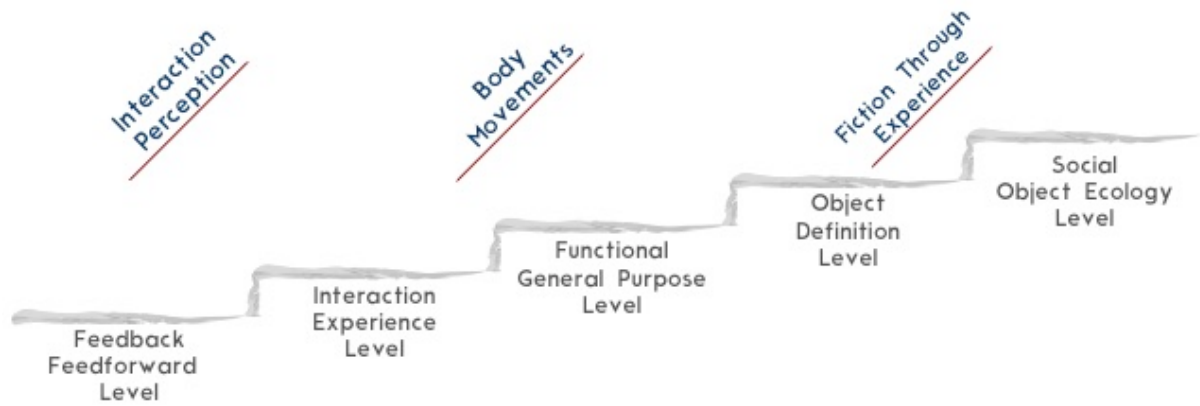 Interaction
Perception
Body
Movements
Fiction Through
Experience
Social
Object Ecology
Level
Object
Definition
Level
Functional
General Purpose
Level
Interaction
Experience
Level
Feedback
Feedforward
Level